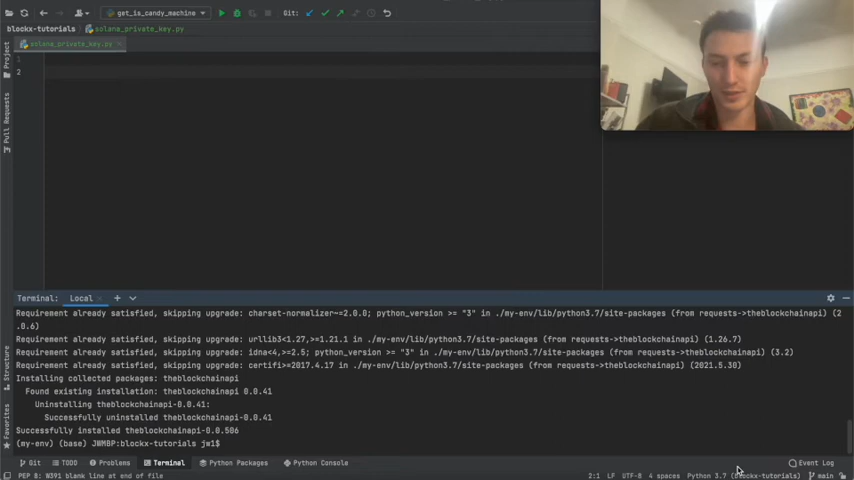 get_is_candy_machine
Git:
blockx-tutorials
solana_private_key.py
solana_private_key.py
1
2
Project
Pull Requests
Structure
Favorites
Terminal:
Local
Requirement already satisfied, skipping upgrade: charset-normalizer~=2.0.0; python_version >= "3" in ./my-env/lib/python3.7/site-packages (from requests->theblockchainapi) (2
.0.6)
Requirement already satisfied, skipping upgrade: urllib3<1.27,>=1.21.1 in ./my-env/lib/python3.7/site-packages (from requests->theblockchainapi) (1.26.7)
Requirement already satisfied, skipping upgrade: idna<4,>=2.5; python_version >= "3" in ./my-env/lib/python3.7/site-packages (from requests->theblockchainapi) (3.2)
Requirement already satisfied, skipping upgrade: certifi>=2017.4.17 in ./my-env/lib/python3.7/site-packages (from requests->theblockchainapi) (2021.5.30)
Installing collected packages: theblockchainapi
Found existing installation: theblockchainapi 0.0.41
Uninstalling theblockchainapi-0.0.41:
Successfully uninstalled theblockchainapi-0.0.41
Successfully installed theblockchainapi-0.0.506
(my-env) (base) JWMBP:blockx-tutorials jw1$
Git TODO Problems Terminal Python Packages Python Console Event Log
PEP 8: W391 blank line at end of file 2:1 LF UTF-8 4 spaces Python 3.7 (blockx-tutorials) main